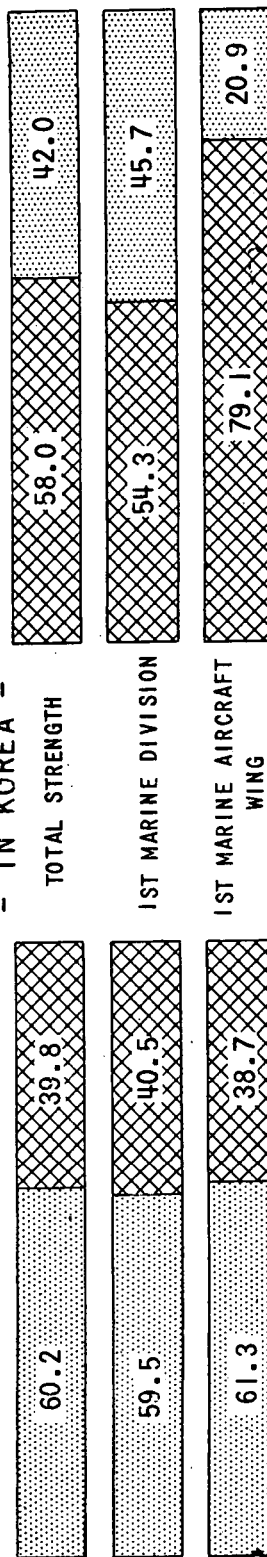 - IN KOREA -
60.2 39.8 TOTAL STRENGTH 58.0 42.0
59.5 40.5 1ST MARINE DIVISION 54.3 45.7
61.3 38.7 1ST MARINE AIRCRAFT 79.1 20.9
WING